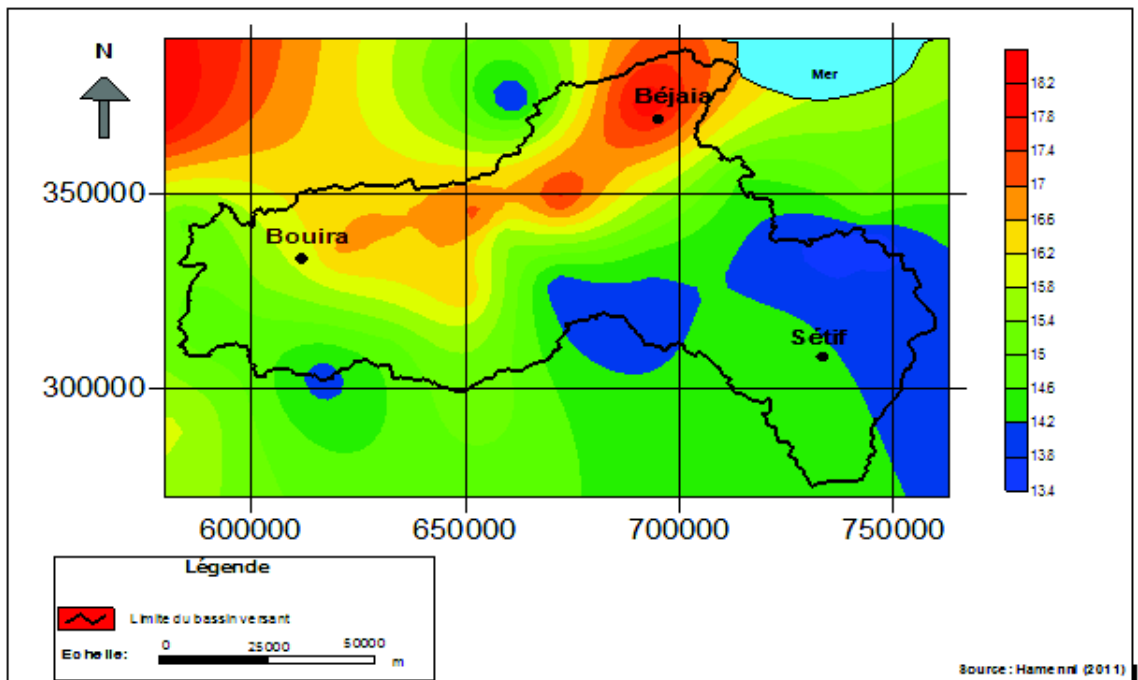 N
Mer
Béjaia
350000
Bouira
Sétif
300000
600000 650000 700000 750000
18.2
17.8
17.4
17
16.6
16.2
15.8
15.4
15
14.6
14.2
13.8
13.4
Légende
Limite du bassin versant
Echelle: 0 25000 50000 m
Source : Hamenni (2011)